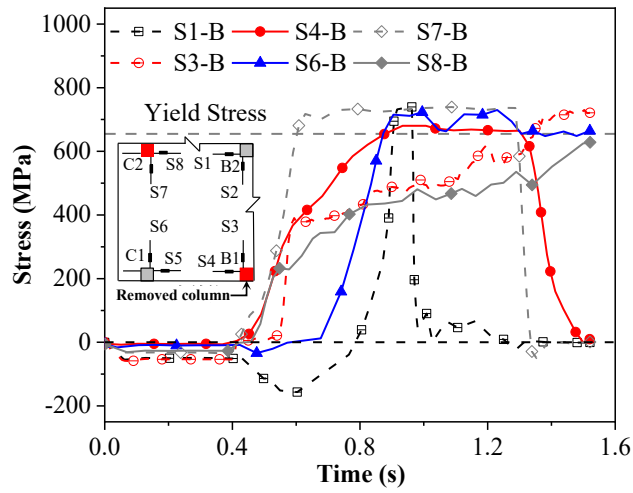 S1-B S4-B S7-B
S3-B S6-B S8-B
800
600
400
200
0
-200
Stress (MPa)
Yield Stress
C2 S8 S1 B2
S7 S2
S6 S3
C1 S5 S4 B1
Removed column
0.0 0.4 0.8 1.2 1.6
Time (s)